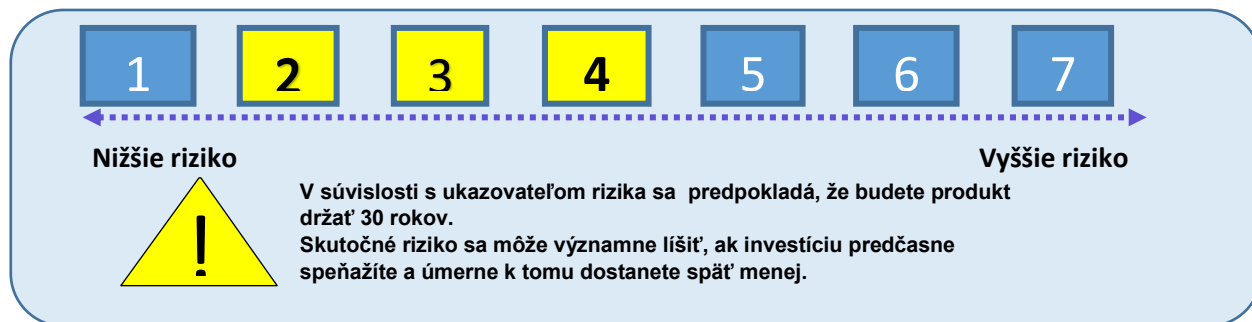 1 2 3 4 5 6 7
Nižšie riziko Vyššie riziko
!
V súvislosti s ukazovateľom rizika sa predpokladá, že budete produkt
držať 30 rokov.
Skutočné riziko sa môže významne líšiť, ak investíciu predčasne
speňažíte a úmerne k tomu dostanete späť menej.